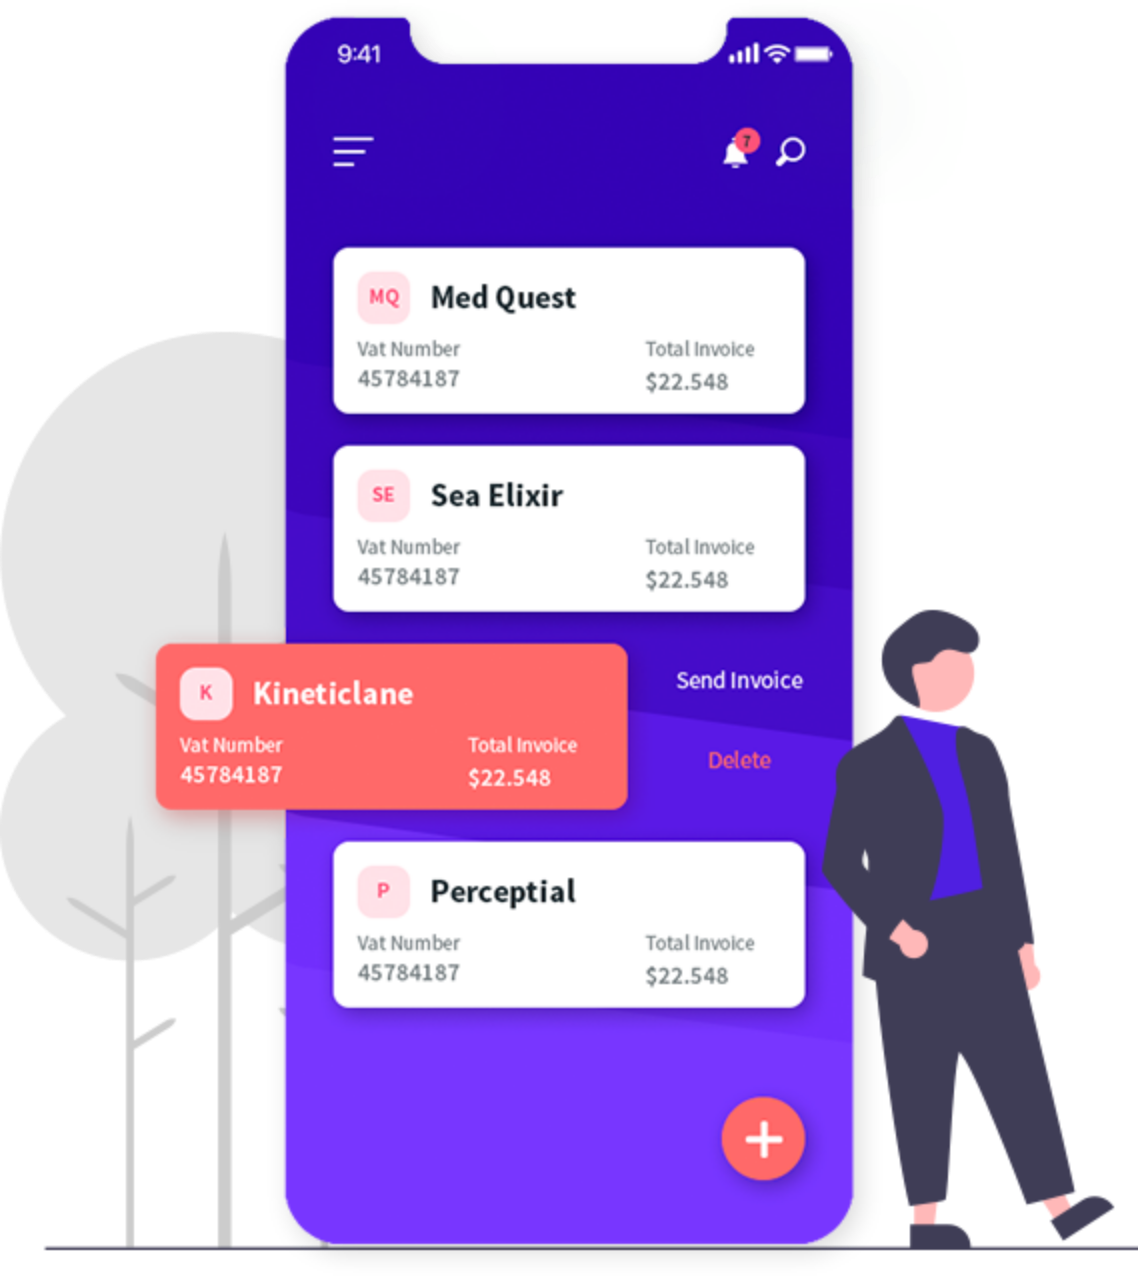 9:41
7
MQ Med Quest
Vat Number Total Invoice
45784187 $22.548
SE Sea Elixir
Vat Number Total Invoice
45784187 $22.548
K Kineticlane
Send Invoice
Vat Number Total Invoice
45784187 $22.548
Delete
P Perceptial
Vat Number Total Invoice
45784187 $22.548